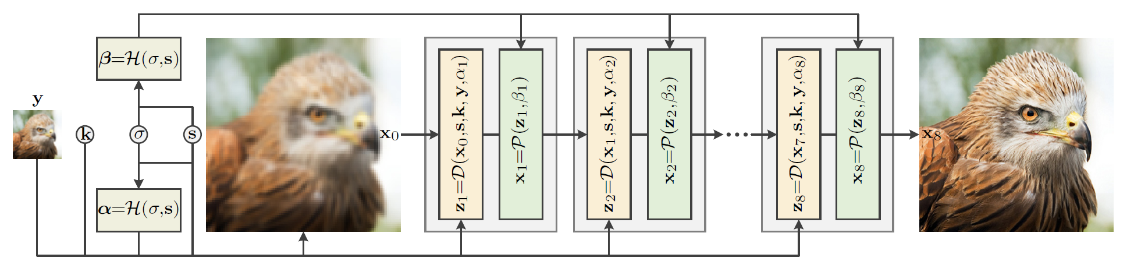 y
k
σ
s
β=H(σ,s)
α=H(σ,s)
x₀
z₁=D(x₀,s,k,y,α₁)
x₁=P(z₁,β₁)
z₂=D(x₁,s,k,y,α₂)
x₂=P(z₂,β₂)
z₈=D(x₇,s,k,y,α₈)
x₈=P(z₈,β₈)
x₈